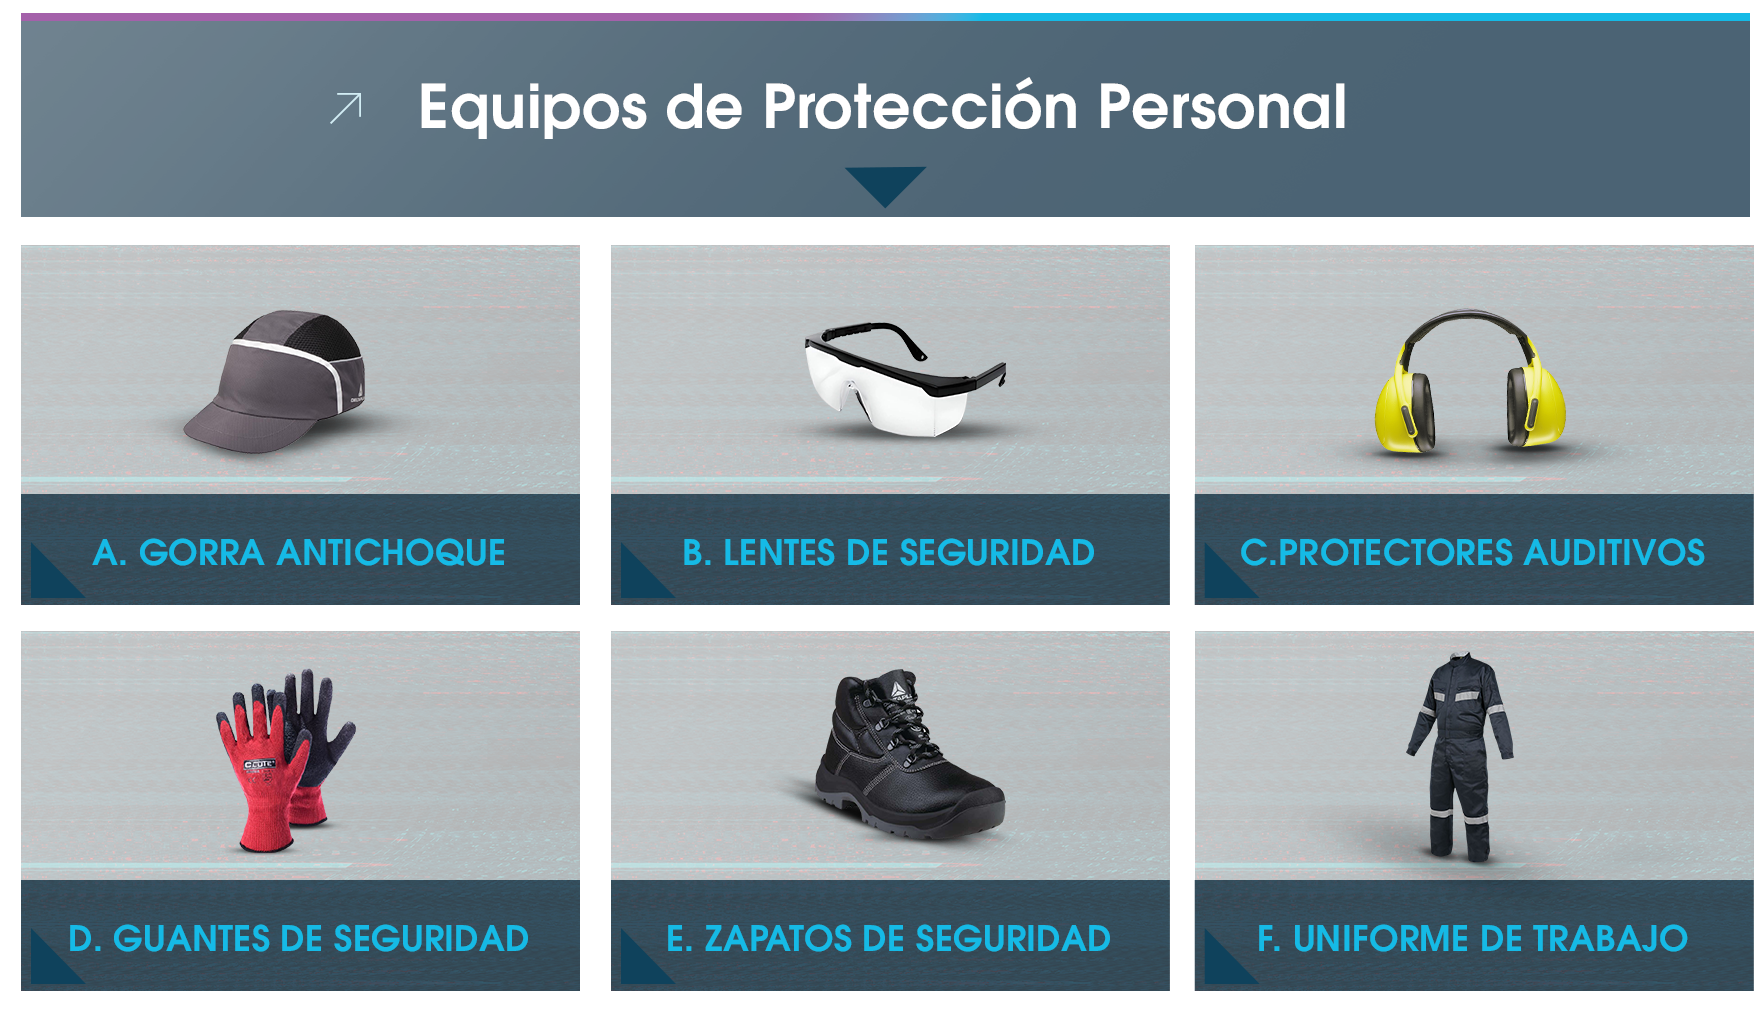 Equipos de Protección Personal
A. GORRA ANTICHOQUE
B. LENTES DE SEGURIDAD
C.PROTECTORES AUDITIVOS
D. GUANTES DE SEGURIDAD
E. ZAPATOS DE SEGURIDAD
F. UNIFORME DE TRABAJO